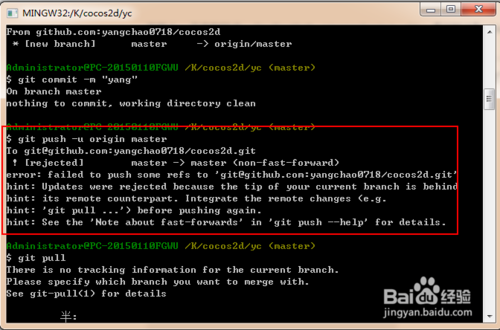 MINGW32:/K/cocos2d/yc
From github.com:yangchao0718/cocos2d
 * [new branch]      master     -> origin/master
Administrator@PC-20150110FGWU /K/cocos2d/yc (master)
$ git commit -m "yang"
On branch master
nothing to commit, working directory clean
Administrator@PC-20150110FGWU /K/cocos2d/yc (master)
$ git push -u origin master
To git@github.com:yangchao0718/cocos2d.git
 ! [rejected]        master -> master (non-fast-forward)
error: failed to push some refs to 'git@github.com:yangchao0718/cocos2d.git'
hint: Updates were rejected because the tip of your current branch is behind
hint: its remote counterpart. Integrate the remote changes (e.g.
hint: 'git pull ...') before pushing again.
hint: See the 'Note about fast-forwards' in 'git push --help' for details.
Administrator@PC-20150110FGWU /K/cocos2d/yc (master)
$ git pull
There is no tracking information for the current branch.
Please specify which branch you want to merge with.
See git-pull(1) for details
半:
Baidu经验
jingyan.baidu.com